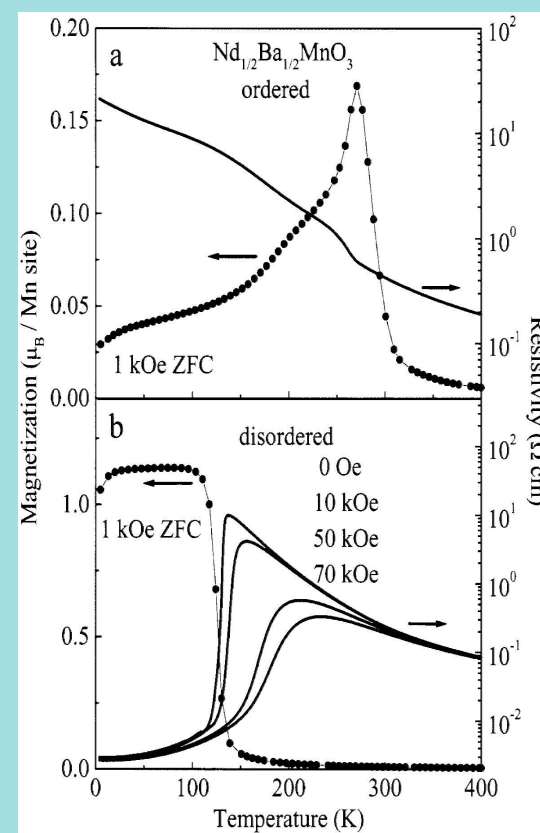 a
Nd1/2Ba1/2MnO3
ordered
0.20
0.15
0.10
0.05
0.00
10^2
10^1
10^0
10^-1
1 kOe ZFC
Magnetization (μB / Mn site)
Resistivity (Ω cm)
b
disordered
0 Oe
10 kOe
50 kOe
70 kOe
1 kOe ZFC
1.0
0.5
0.0
10^2
10^1
10^0
10^-1
10^-2
0 100 200 300 400
Temperature (K)